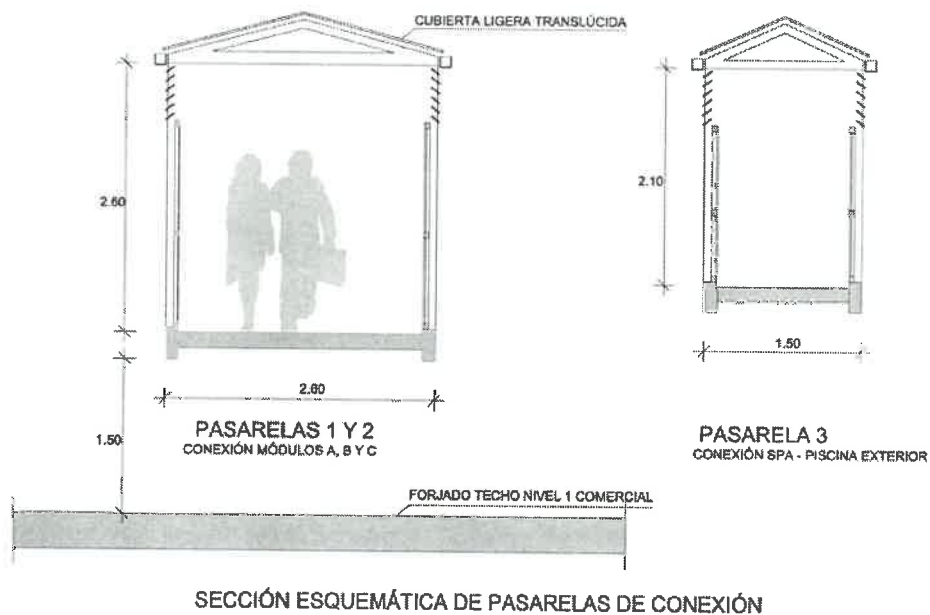 CUBIERTA LIGERA TRANSLÚCIDA
2.60
2.10
2.60
1.50
1.50
PASARELAS 1 Y 2
CONEXIÓN MÓDULOS A, B Y C
PASARELA 3
CONEXIÓN SPA - PISCINA EXTERIOR
FORJADO TECHO NIVEL 1 COMERCIAL
SECCIÓN ESQUEMÁTICA DE PASARELAS DE CONEXIÓN